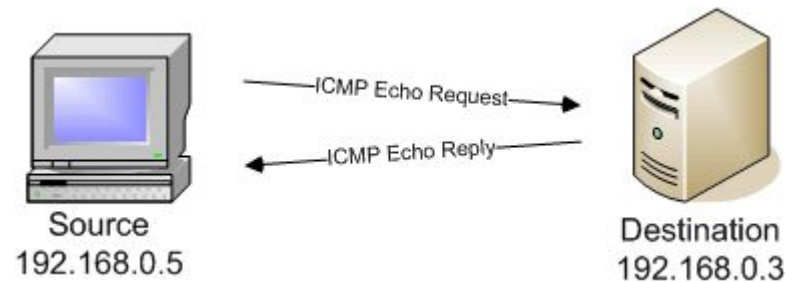 ICMP Echo Request
ICMP Echo Reply
Source
192.168.0.5
Destination
192.168.0.3